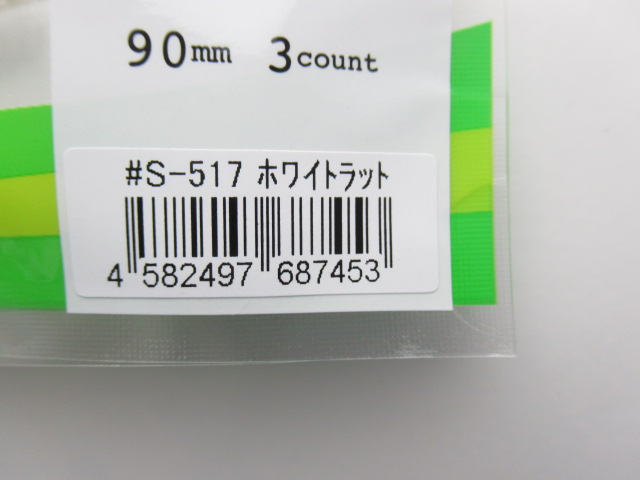 90mm 3count
#S-517 ﾎﾜｲﾄﾗｯﾄ
4 582497 687453